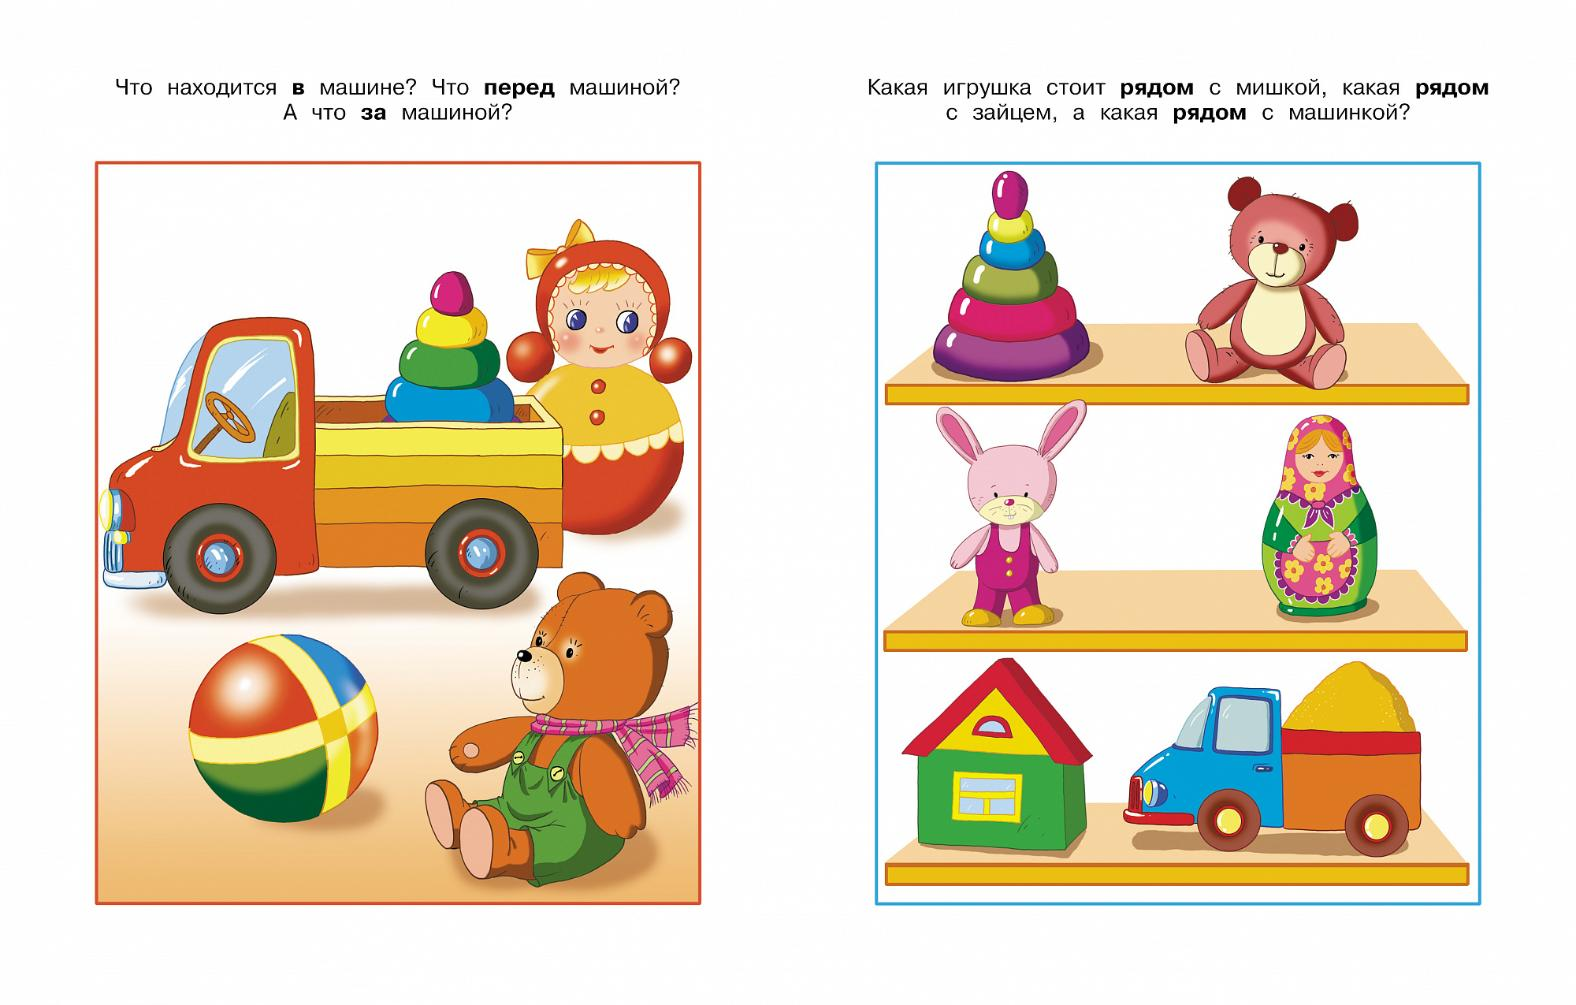 Что находится в машине? Что перед машиной?
А что за машиной?
Какая игрушка стоит рядом с мишкой, какая рядом
с зайцем, а какая рядом с машинкой?